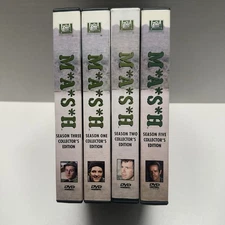 M*A*S*H
SEASON THREE
COLLECTOR'S
EDITION
DVD
M*A*S*H
SEASON ONE
COLLECTOR'S
EDITION
DVD
M*A*S*H
SEASON TWO
COLLECTOR'S
EDITION
DVD
M*A*S*H
SEASON FIVE
COLLECTOR'S
EDITION
DVD